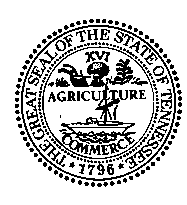 THE GREAT SEAL OF THE STATE OF TENNESSEE
XVI
AGRICULTURE
COMMERCE
1796